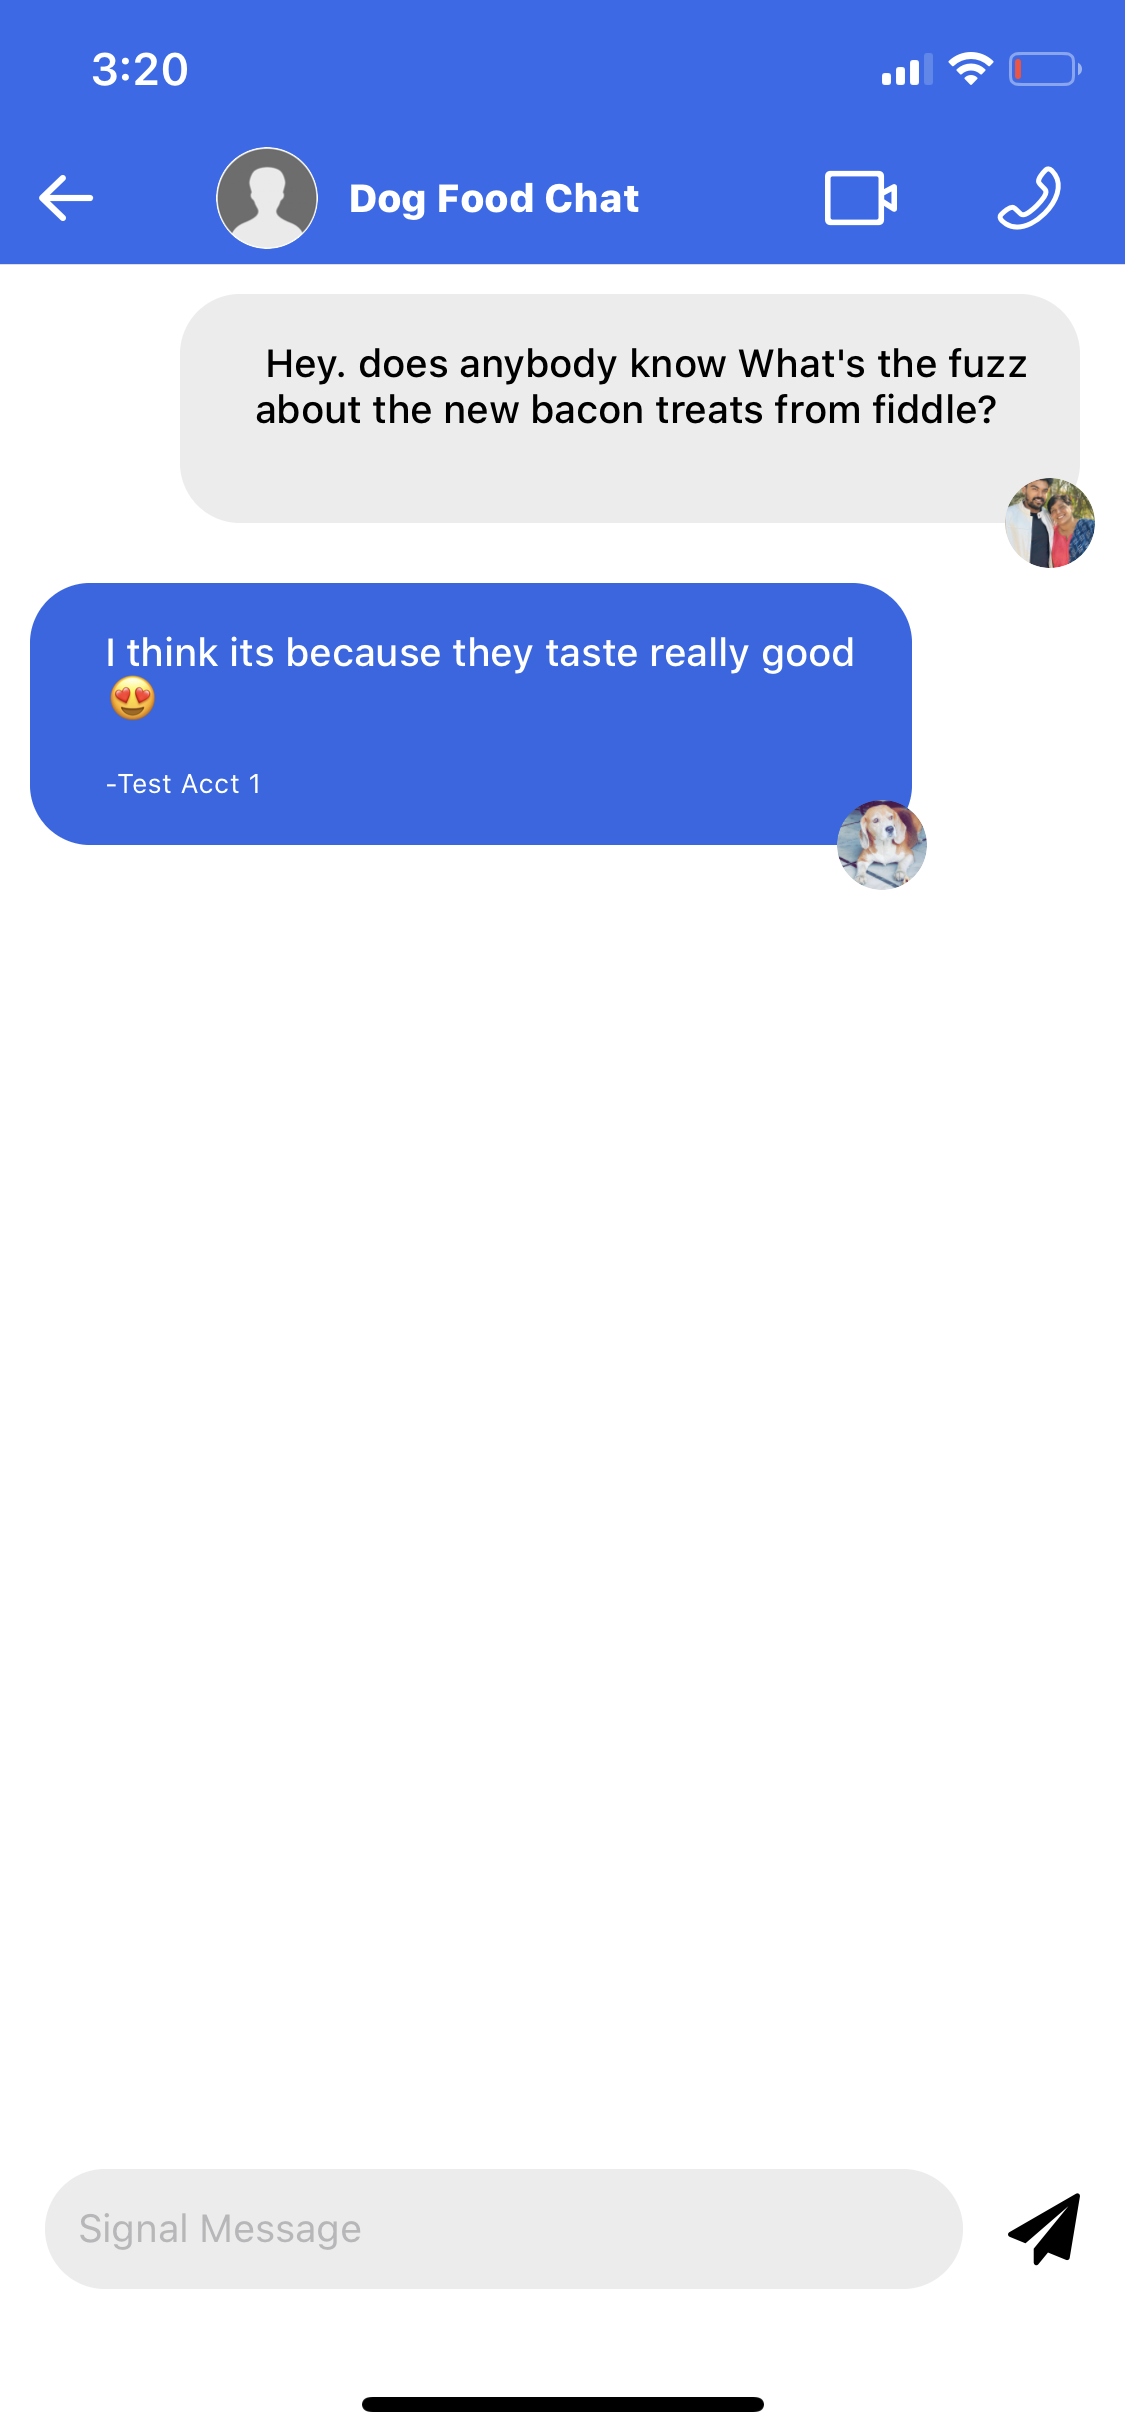 3:20
Dog Food Chat
Hey. does anybody know What's the fuzz
about the new bacon treats from fiddle?
I think its because they taste really good
😍
-Test Acct 1
Signal Message